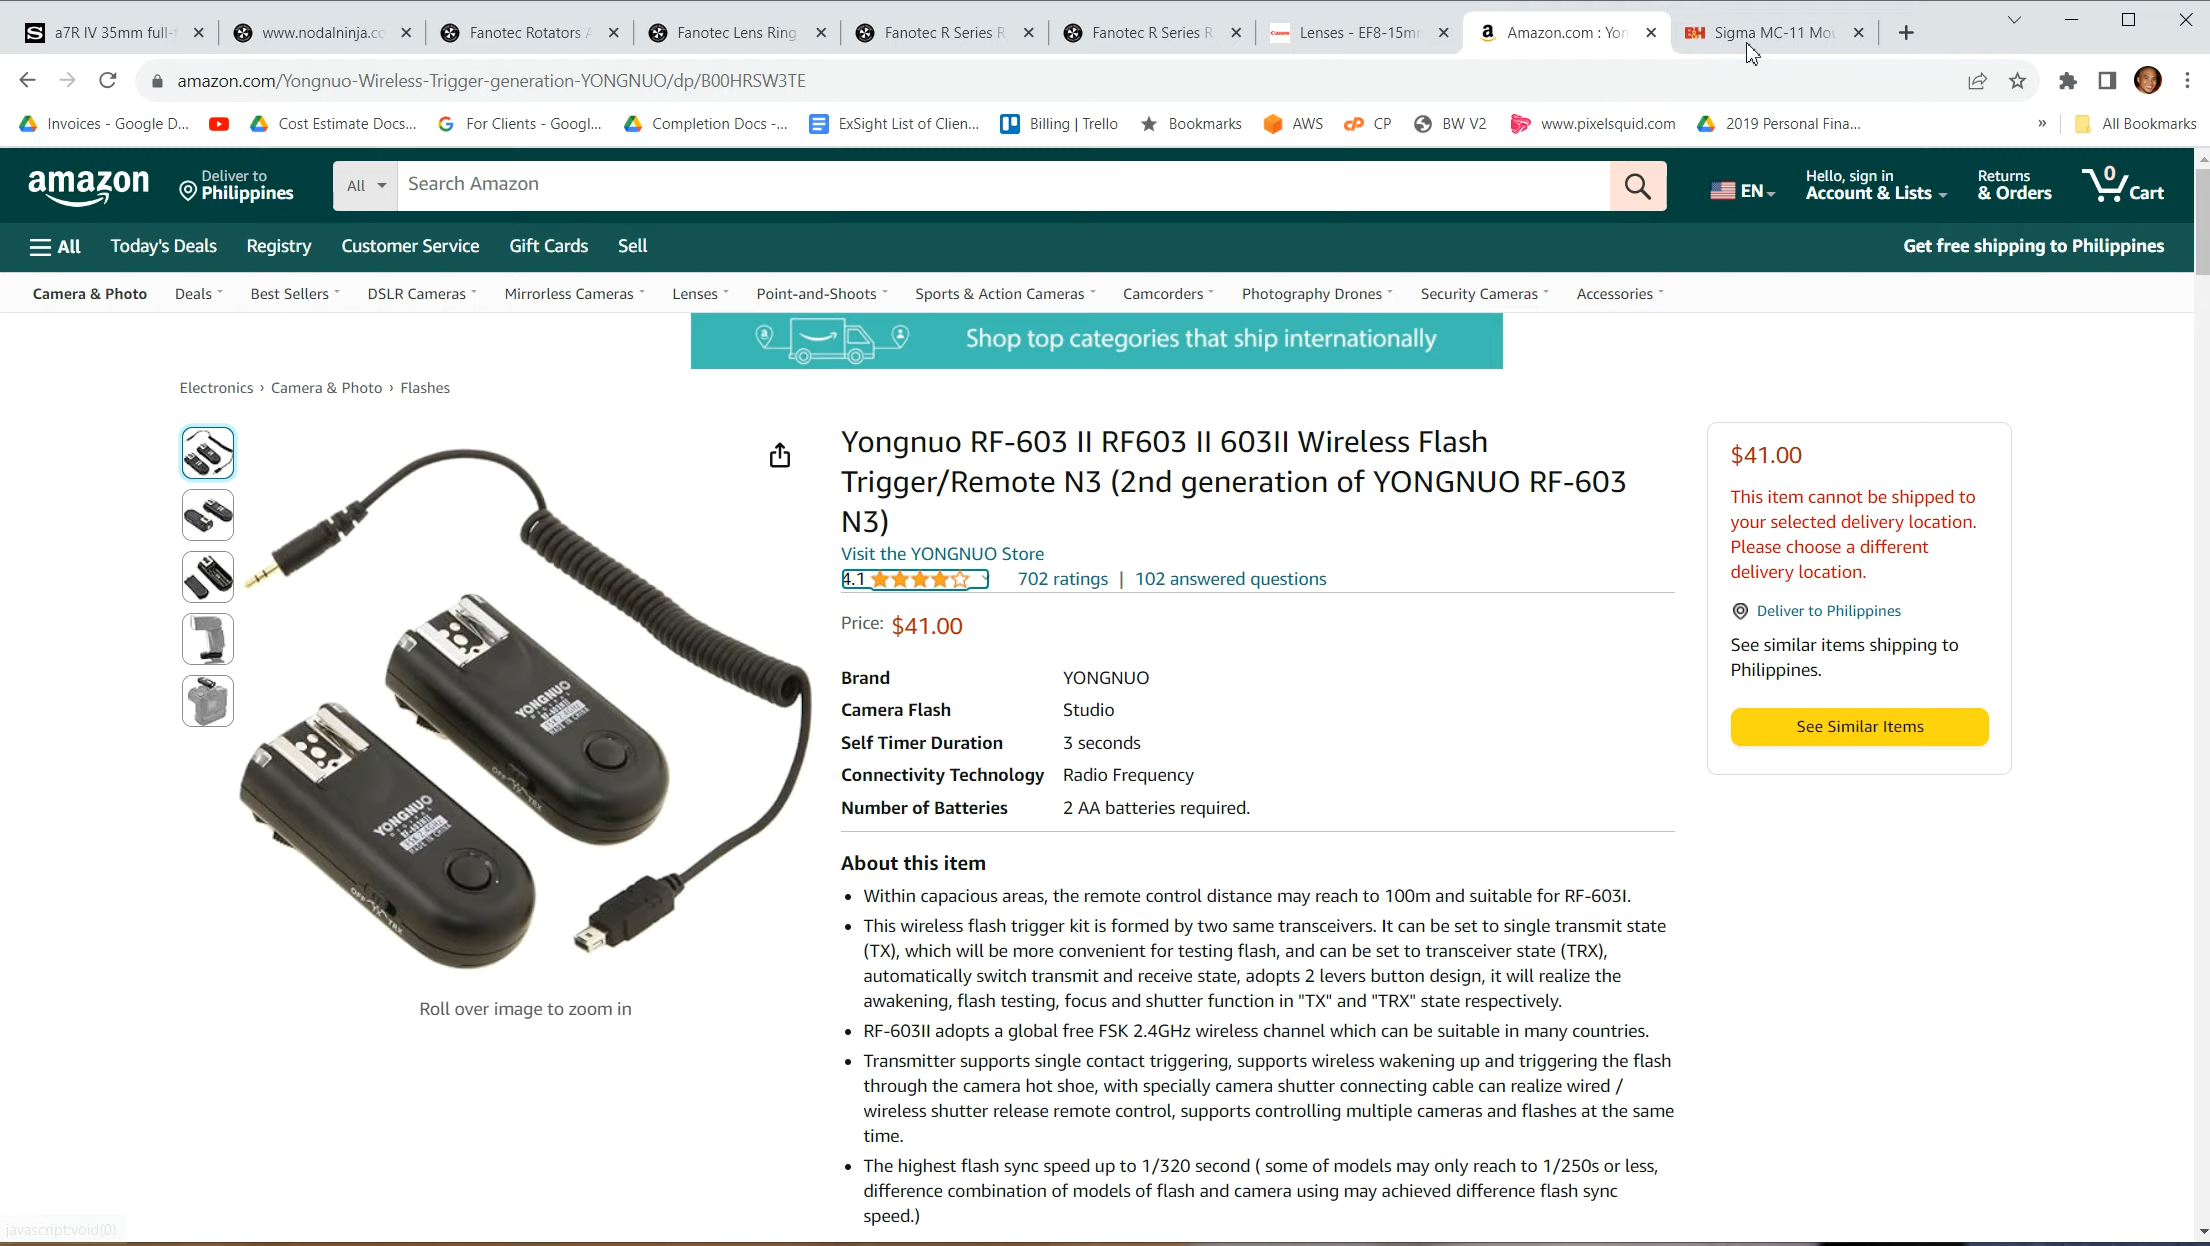 a7R IV 35mm full-
www.nodalninja.co
Fanotec Rotators A
Fanotec Lens Ring
Fanotec R Series R
Fanotec R Series R
Lenses - EF8-15m
Amazon.com : Yon
Sigma MC-11 Mou
amazon.com/Yongnuo-Wireless-Trigger-generation-YONGNUO/dp/B00HRSW3TE
Invoices - Google D...
Cost Estimate Docs...
For Clients - Googl...
Completion Docs -...
ExSight List of Clien...
Billing | Trello
Bookmarks
AWS
CP
BW V2
www.pixelsquid.com
2019 Personal Fina...
»
All Bookmarks
amazon
Deliver to
Philippines
All
Search Amazon
EN
Hello, sign in
Account & Lists
Returns
& Orders
0
Cart
All
Today's Deals
Registry
Customer Service
Gift Cards
Sell
Get free shipping to Philippines
Camera & Photo
Deals
Best Sellers
DSLR Cameras
Mirrorless Cameras
Lenses
Point-and-Shoots
Sports & Action Cameras
Camcorders
Photography Drones
Security Cameras
Accessories
Shop top categories that ship internationally
Electronics › Camera & Photo › Flashes
YONGNUO
YONGNUO
Roll over image to zoom in
Yongnuo RF-603 II RF603 II 603II Wireless Flash
Trigger/Remote N3 (2nd generation of YONGNUO RF-603
N3)
Visit the YONGNUO Store
4.1
702 ratings | 102 answered questions
Price: $41.00
Brand YONGNUO
Camera Flash Studio
Self Timer Duration 3 seconds
Connectivity Technology Radio Frequency
Number of Batteries 2 AA batteries required.
About this item
• Within capacious areas, the remote control distance may reach to 100m and suitable for RF-603I.
• This wireless flash trigger kit is formed by two same transceivers. It can be set to single transmit state
(TX), which will be more convenient for testing flash, and can be set to transceiver state (TRX),
automatically switch transmit and receive state, adopts 2 levers button design, it will realize the
awakening, flash testing, focus and shutter function in "TX" and "TRX" state respectively.
• RF-603II adopts a global free FSK 2.4GHz wireless channel which can be suitable in many countries.
• Transmitter supports single contact triggering, supports wireless wakening up and triggering the flash
through the camera hot shoe, with specially camera shutter connecting cable can realize wired /
wireless shutter release remote control, supports controlling multiple cameras and flashes at the same
time.
• The highest flash sync speed up to 1/320 second ( some of models may only reach to 1/250s or less,
difference combination of models of flash and camera using may achieved difference flash sync
speed.)
$41.00
This item cannot be shipped to
your selected delivery location.
Please choose a different
delivery location.
Deliver to Philippines
See similar items shipping to
Philippines.
See Similar Items
javascript:void(0)